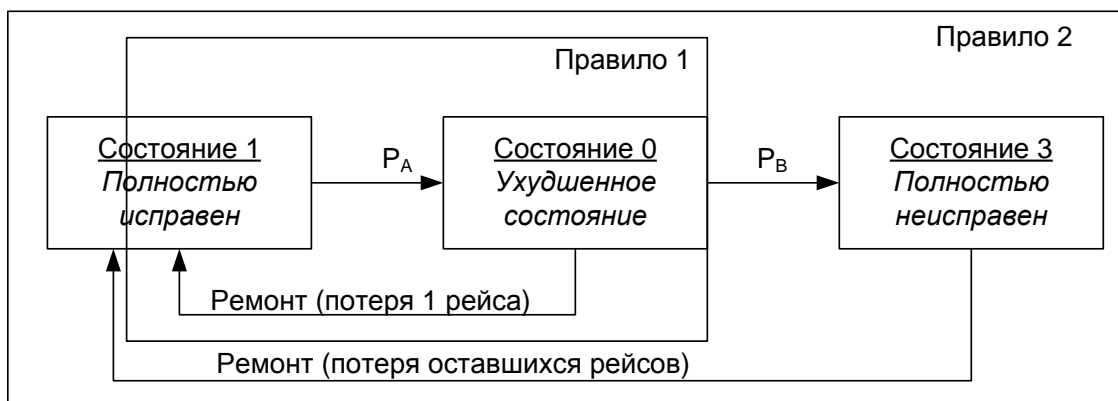 Правило 2
Правило 1
Состояние 1
Полностью
исправен
P_A
Состояние 0
Ухудшенное
состояние
P_B
Состояние 3
Полностью
неисправен
Ремонт (потеря 1 рейса)
Ремонт (потеря оставшихся рейсов)